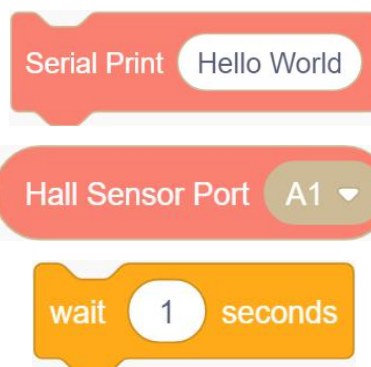 Serial Print Hello World
Hall Sensor Port A1
wait 1 seconds